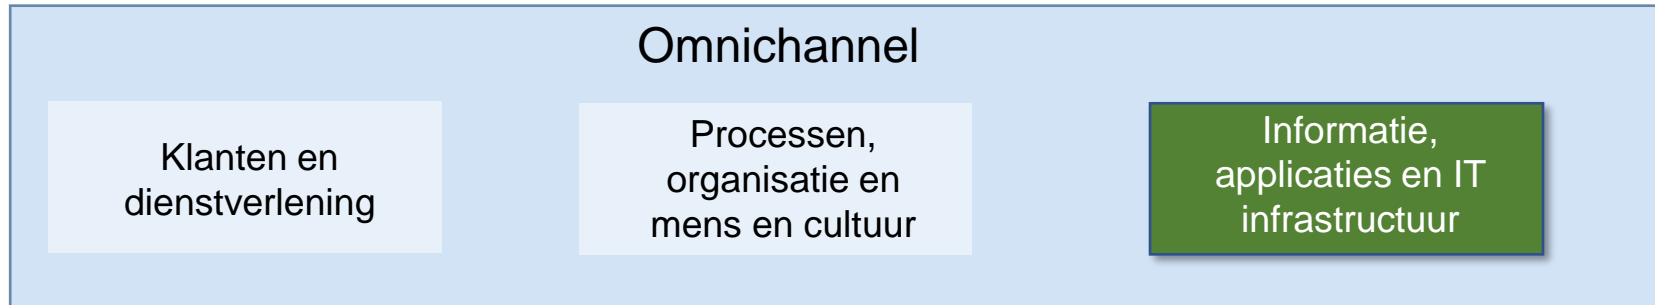 Omnichannel
Klanten en
dienstverlening
Processen,
organisatie en
mens en cultuur
Informatie,
applicaties en IT
infrastructuur